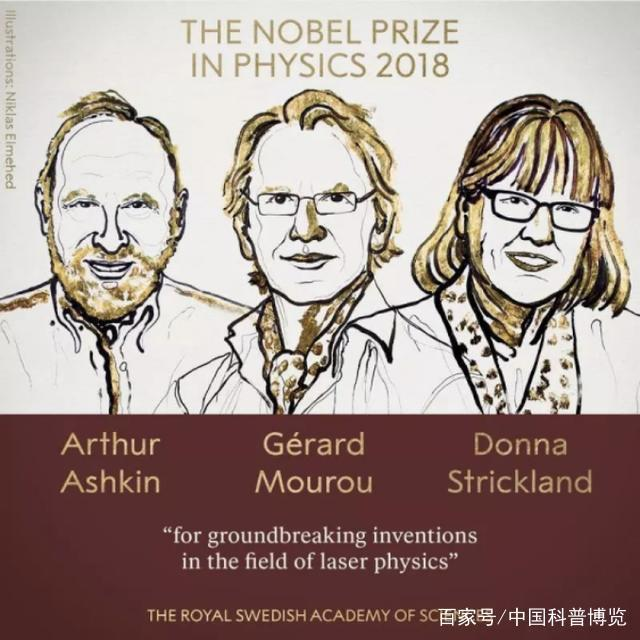 Illustrations: Niklas Elmehed
THE NOBEL PRIZE
IN PHYSICS 2018
Arthur
Ashkin
Gérard
Mourou
Donna
Strickland
“for groundbreaking inventions
in the field of laser physics”
THE ROYAL SWEDISH ACADEMY OF
百家号/中国科普博览